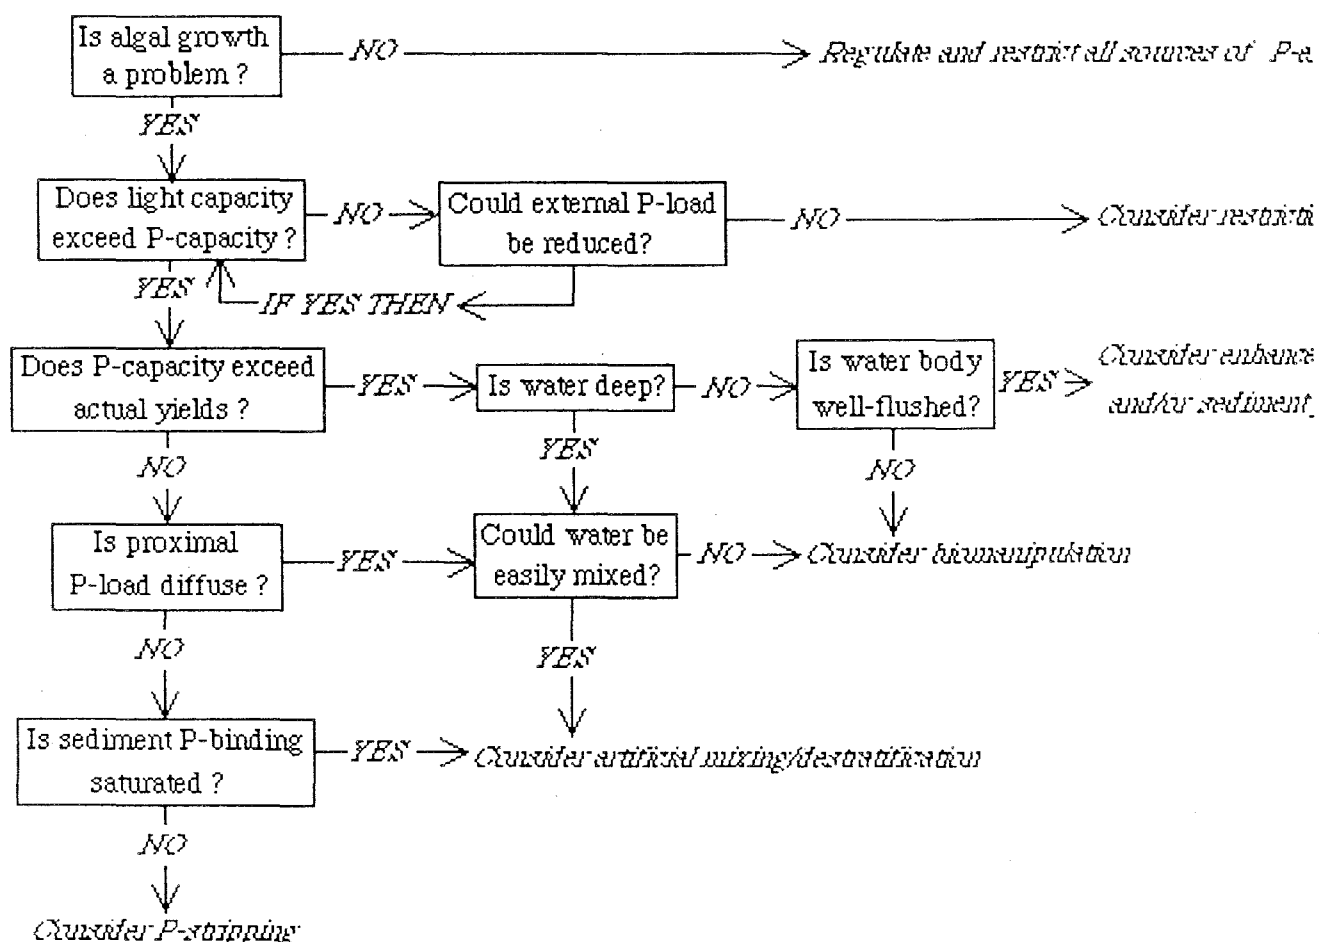 Is algal growth
a problem ?
NO
Regulate and restrict all sources of P-a
YES
Does light capacity
exceed P-capacity ?
NO
Could external P-load
be reduced?
NO
Consider restricti
YES
IF YES THEN
Does P-capacity exceed
actual yields ?
YES
Is water deep?
NO
Is water body
well-flushed?
YES
Consider enhance
and/or sediment
NO
YES
NO
Is proximal
P-load diffuse ?
YES
Could water be
easily mixed?
NO
Consider biomanipulation
NO
YES
Is sediment P-binding
saturated ?
YES
Consider artificial mixing/destratification
NO
Consider P-stripping